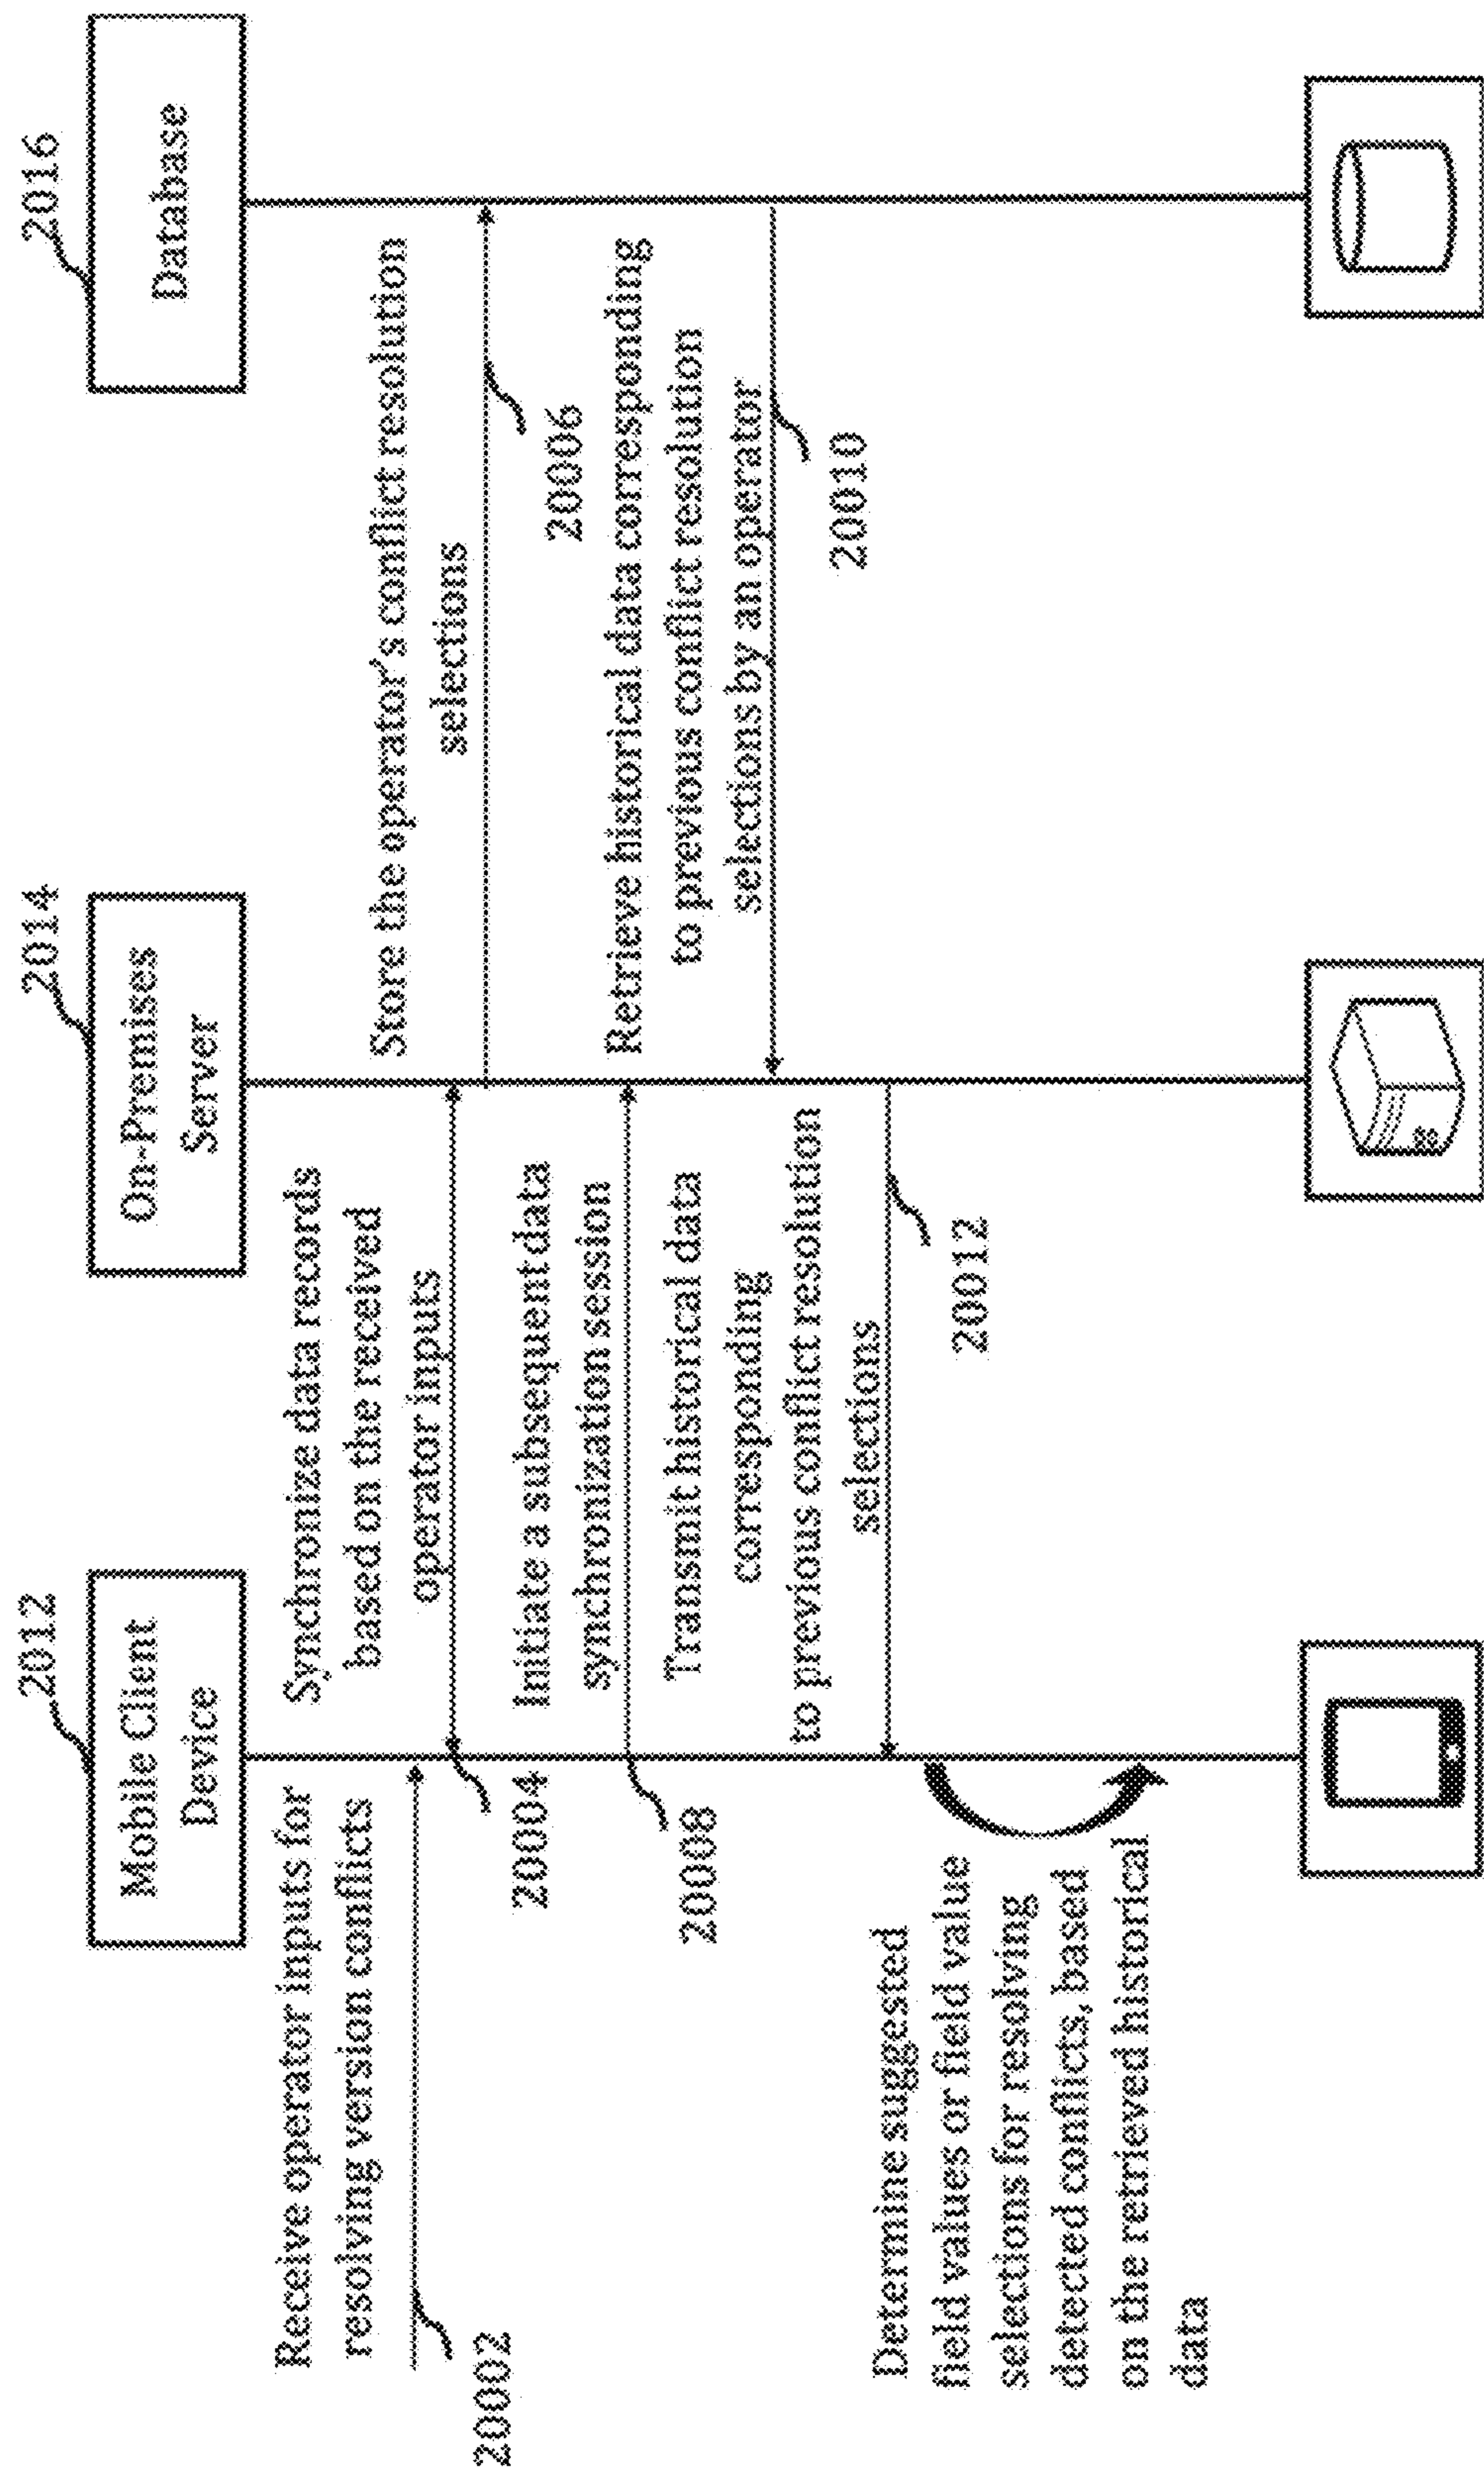 2012
Mobile Client
Device
2014
On-Premises
Server
2016
Database
Receive operator inputs for
resolving version conflicts
20002
Synchronize data records
based on the received
operator inputs
20004
Store the operator's conflict resolution
selections
20006
Initiate a subsequent data
synchronization session
20008
Retrieve historical data corresponding
to previous conflict resolution
selections by an operator
20010
Transmit historical data
corresponding
to previous conflict resolution
selections
20012
Determine suggested
field values or field value
selections for resolving
detected conflicts, based
on the retrieved historical
data